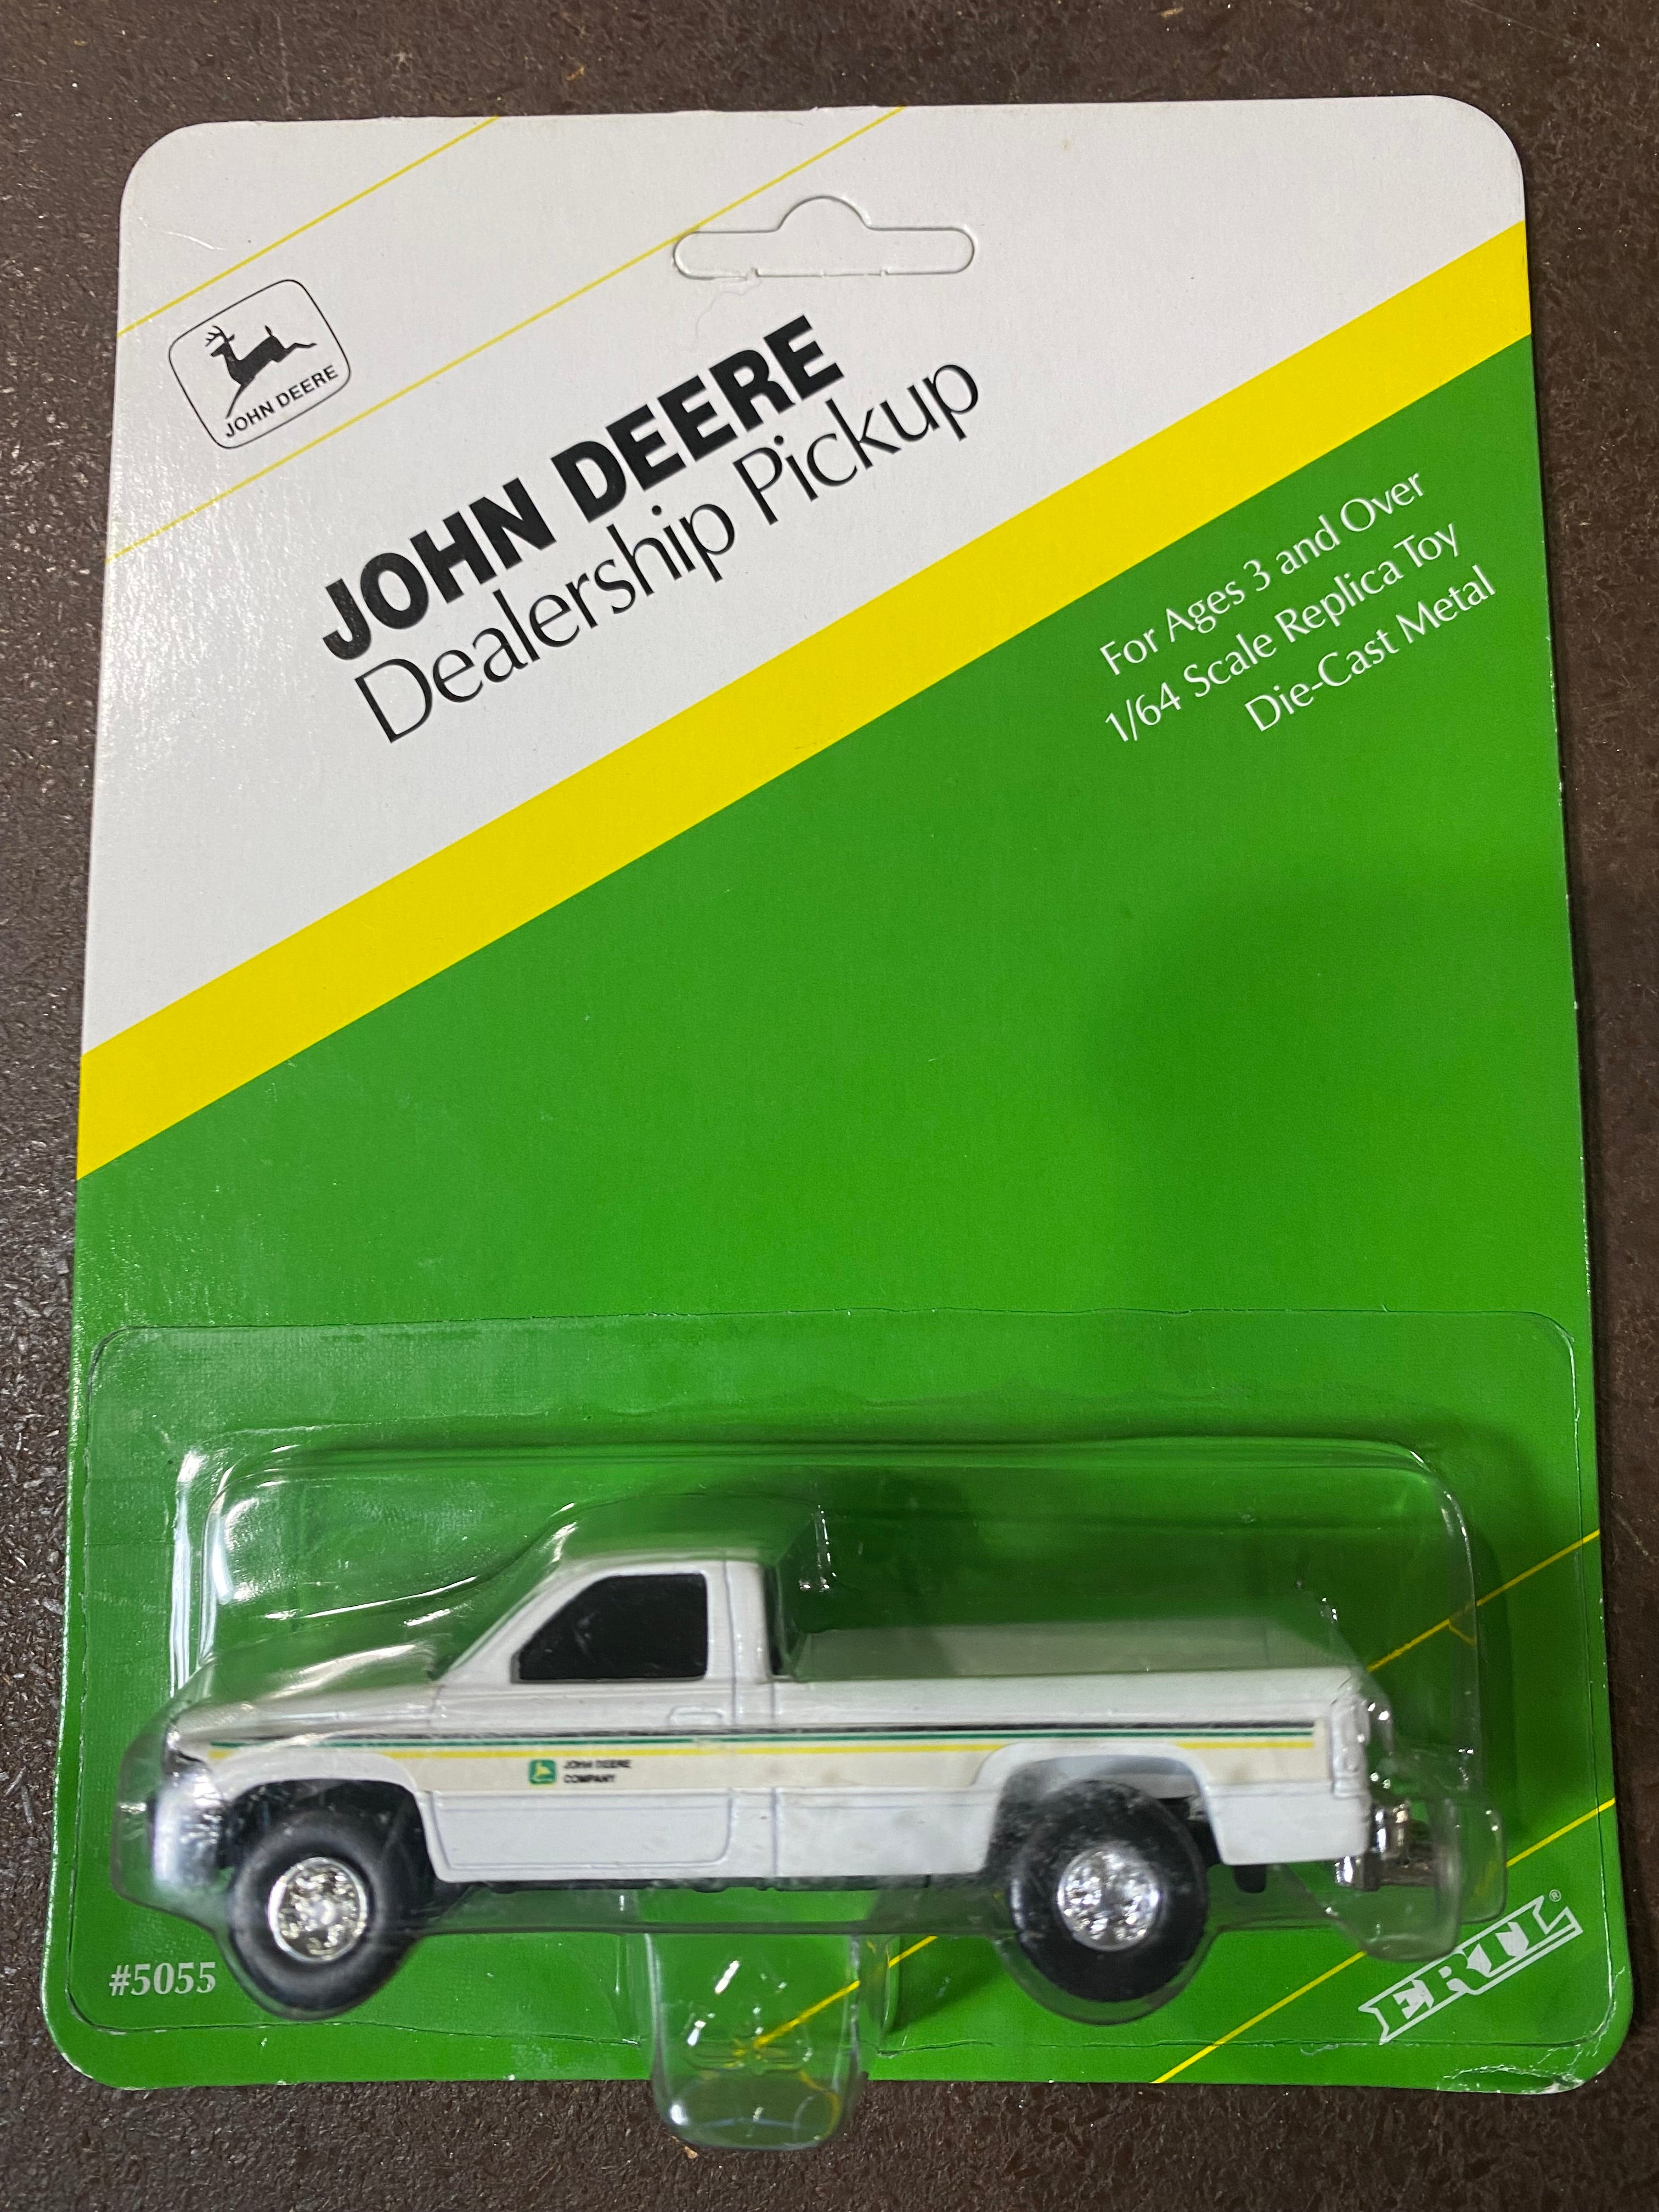 JOHN DEERE
JOHN DEERE
Dealership Pickup
For Ages 3 and Over
1/64 Scale Replica Toy
Die-Cast Metal
JOHN DEERE
COMPANY
#5055
ERTL®